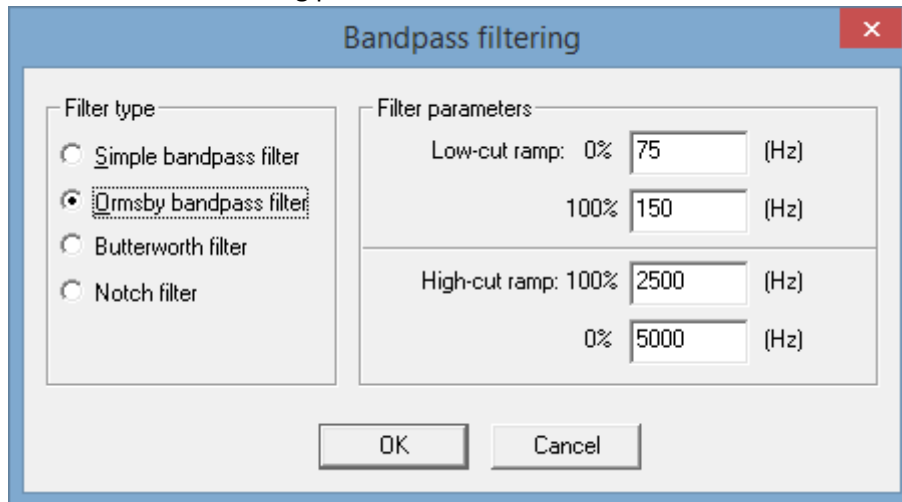 Bandpass filtering
Filter type
Simple bandpass filter
Ormsby bandpass filter
Butterworth filter
Notch filter
Filter parameters
Low-cut ramp: 0% 75 (Hz)
100% 150 (Hz)
High-cut ramp: 100% 2500 (Hz)
0% 5000 (Hz)
OK Cancel